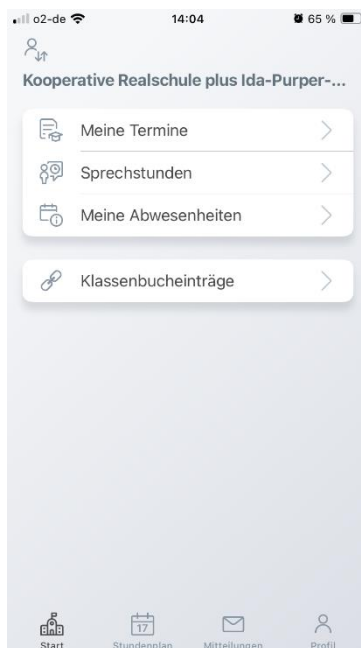 o2-de 14:04 65 %
Kooperative Realschule plus Ida-Purper-...
Meine Termine
Sprechstunden
Meine Abwesenheiten
Klassenbucheinträge
17
Start Stundenplan Mitteilungen Profil